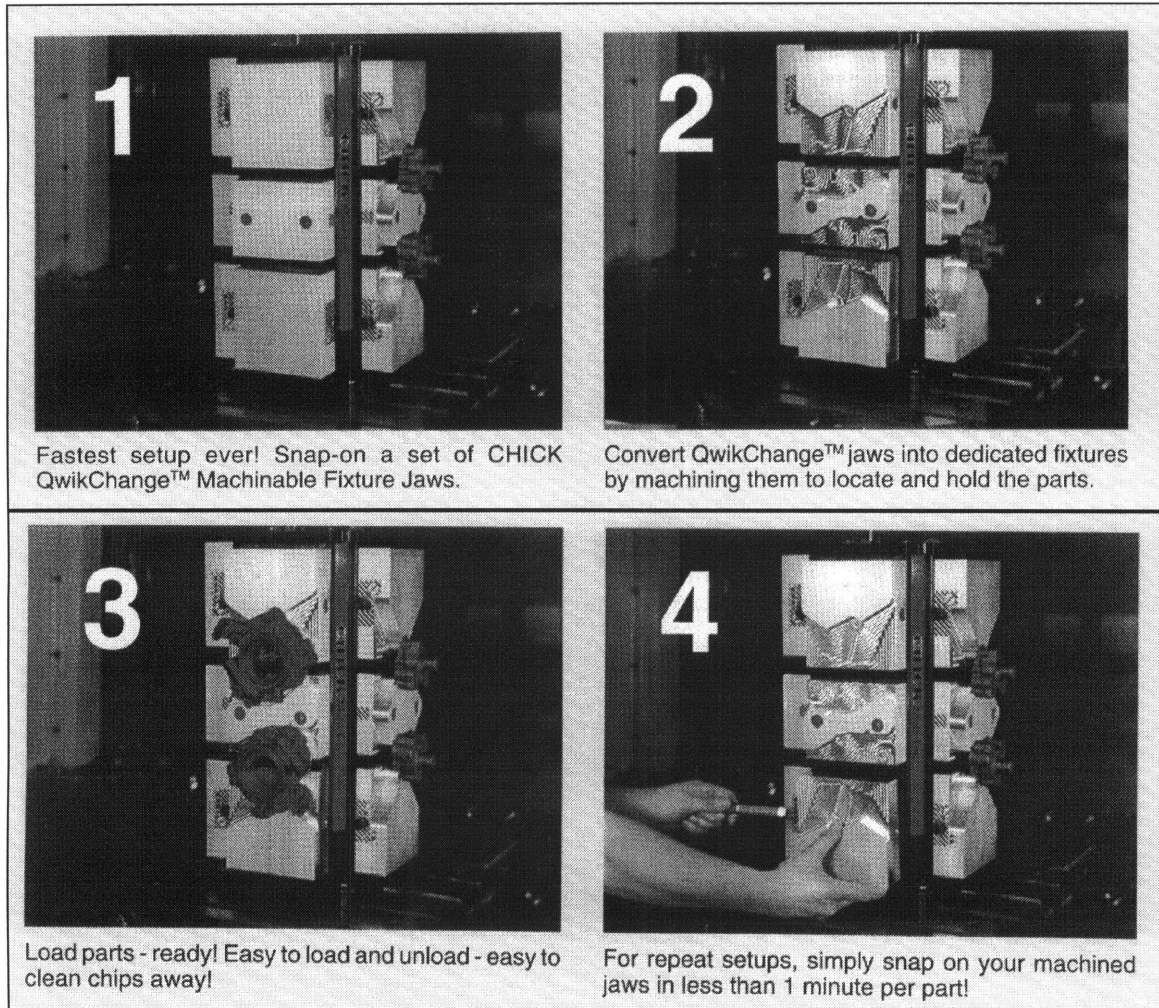 1
Fastest setup ever! Snap-on a set of CHICK
QwikChange™ Machinable Fixture Jaws.
2
Convert QwikChange™ jaws into dedicated fixtures
by machining them to locate and hold the parts.
3
Load parts - ready! Easy to load and unload - easy to
clean chips away!
4
For repeat setups, simply snap on your machined
jaws in less than 1 minute per part!